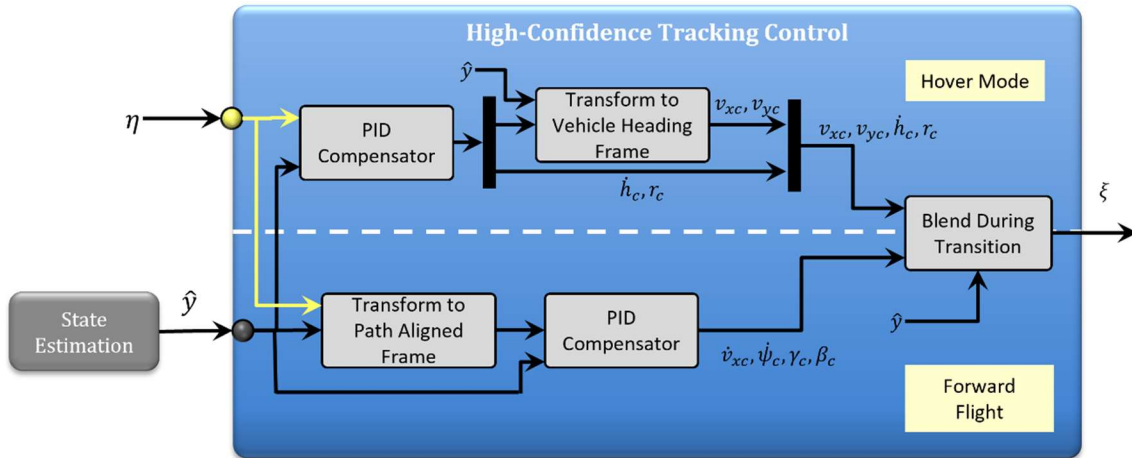 High-Confidence Tracking Control
Hover Mode
ŷ
Transform to
Vehicle Heading
Frame
v_xc, v_yc
v_xc, v_yc, ḣ_c, r_c
η
PID
Compensator
ḣ_c, r_c
ξ
Blend During
Transition
State
Estimation
ŷ
Transform to
Path Aligned
Frame
PID
Compensator
v̇_xc, ψ̇_c, γ_c, β_c
ŷ
Forward
Flight